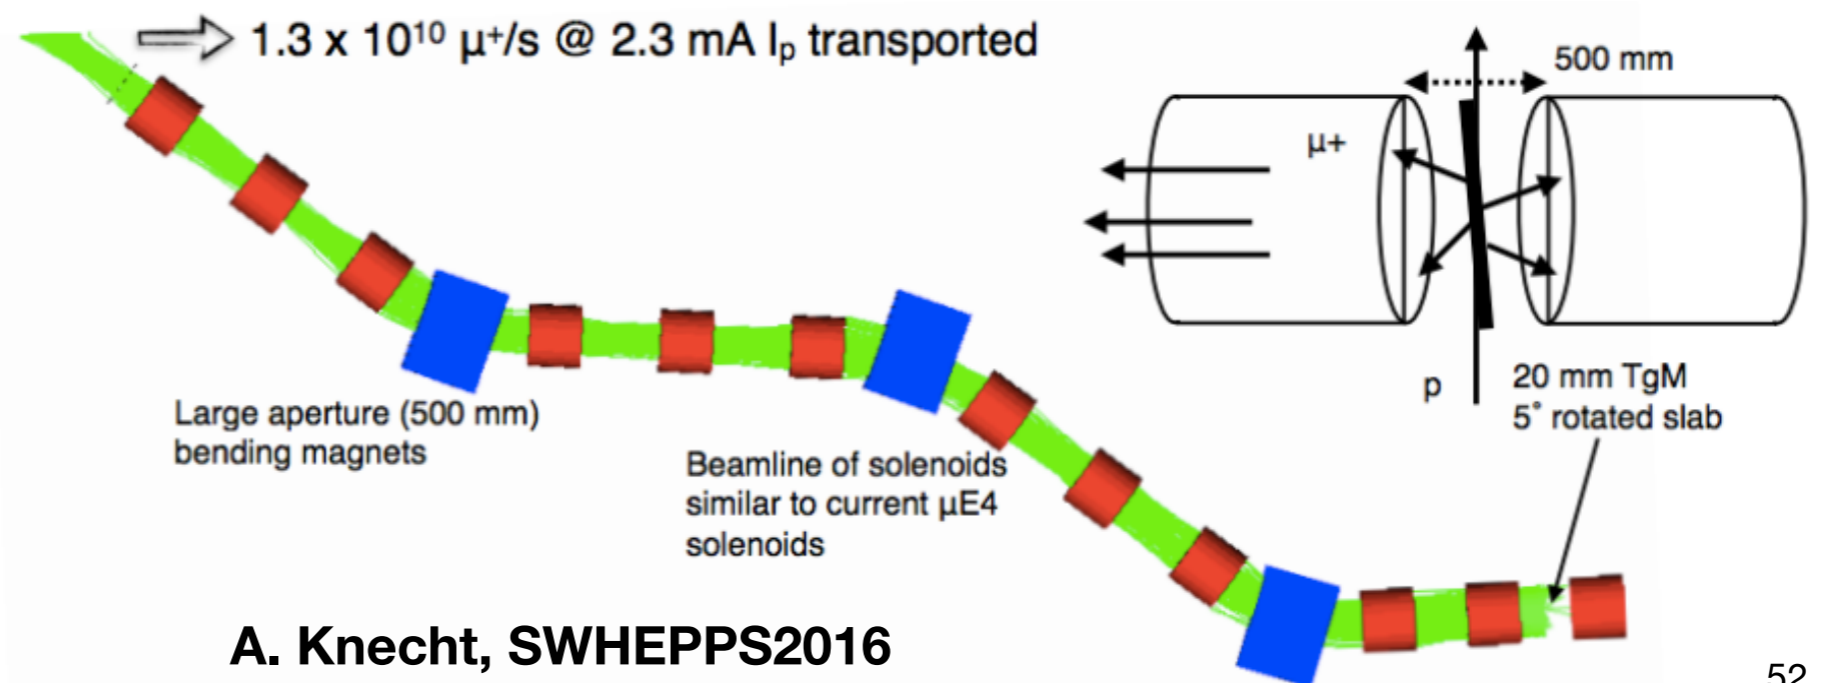 1.3 x 10¹⁰ μ⁺/s @ 2.3 mA Iₚ transported
500 mm
μ+
p
20 mm TgM
5° rotated slab
Large aperture (500 mm)
bending magnets
Beamline of solenoids
similar to current μE4
solenoids
A. Knecht, SWHEPPS2016
52